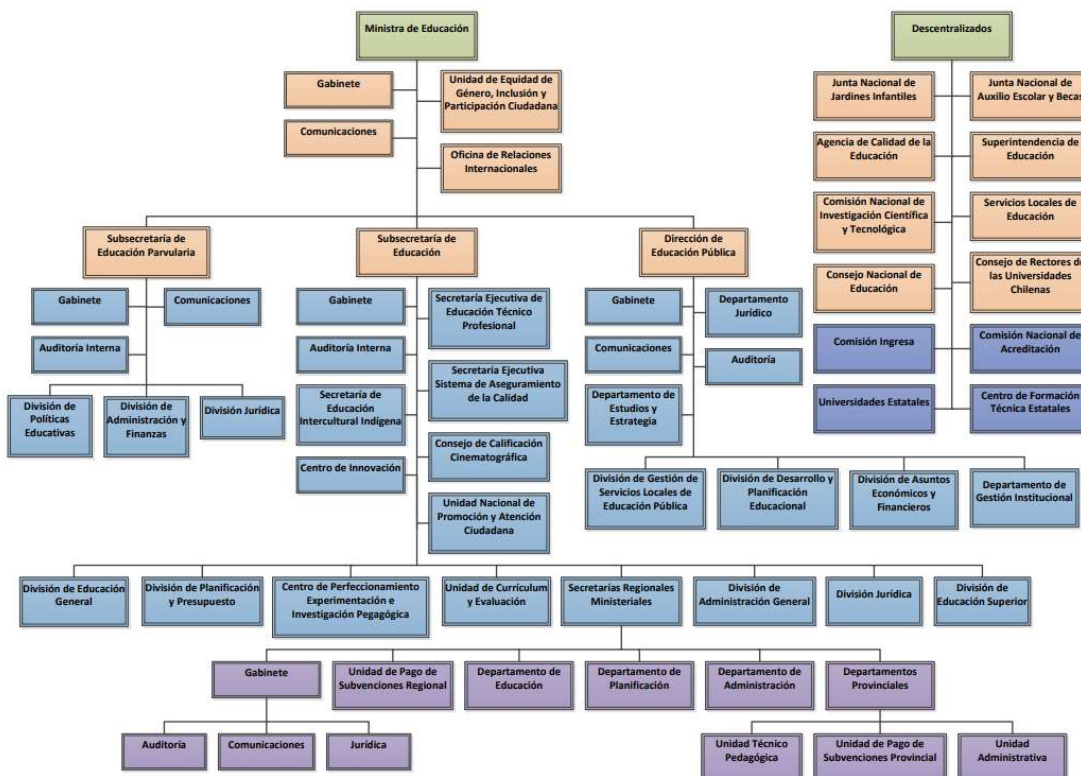 Ministra de Educación
Descentralizados
Gabinete
Unidad de Equidad de
Género, Inclusión y
Participación Ciudadana
Comunicaciones
Oficina de Relaciones
Internacionales
Junta Nacional de
Jardines Infantiles
Junta Nacional de
Auxilio Escolar y Becas
Agencia de Calidad de la
Educación
Superintendencia de
Educación
Comisión Nacional de
Investigación Científica
y Tecnológica
Servicios Locales de
Educación
Consejo Nacional de
Educación
Consejo de Rectores de
las Universidades
Chilenas
Comisión Ingresa
Comisión Nacional de
Acreditación
Universidades Estatales
Centro de Formación
Técnica Estatales
Subsecretaría de
Educación Parvularia
Subsecretaría de
Educación
Dirección de
Educación Pública
Gabinete
Comunicaciones
Auditoría Interna
División de
Políticas
Educativas
División de
Administración y
Finanzas
División Jurídica
Gabinete
Secretaría Ejecutiva de
Educación Técnico
Profesional
Auditoría Interna
Secretaría Ejecutiva
Sistema de Aseguramiento
de la Calidad
Secretaría de
Educación
Intercultural Indígena
Consejo de Calificación
Cinematográfica
Centro de Innovación
Unidad Nacional de
Promoción y Atención
Ciudadana
Gabinete
Departamento
Jurídico
Comunicaciones
Auditoría
Departamento de
Estudios y
Estrategia
División de Gestión de
Servicios Locales de
Educación Pública
División de Desarrollo y
Planificación
Educacional
División de Asuntos
Económicos y
Financieros
Departamento de
Gestión Institucional
División de Educación
General
División de Planificación
y Presupuesto
Centro de Perfeccionamiento
Experimentación e
Investigación Pegagógica
Unidad de Currículum
y Evaluación
Secretarías Regionales
Ministeriales
División de
Administración General
División Jurídica
División de
Educación Superior
Gabinete
Unidad de Pago de
Subvenciones Regional
Departamento de
Educación
Departamento de
Planificación
Departamento de
Administración
Departamentos
Provinciales
Auditoría
Comunicaciones
Jurídica
Unidad Técnico
Pedagógica
Unidad de Pago de
Subvenciones Provincial
Unidad
Administrativa